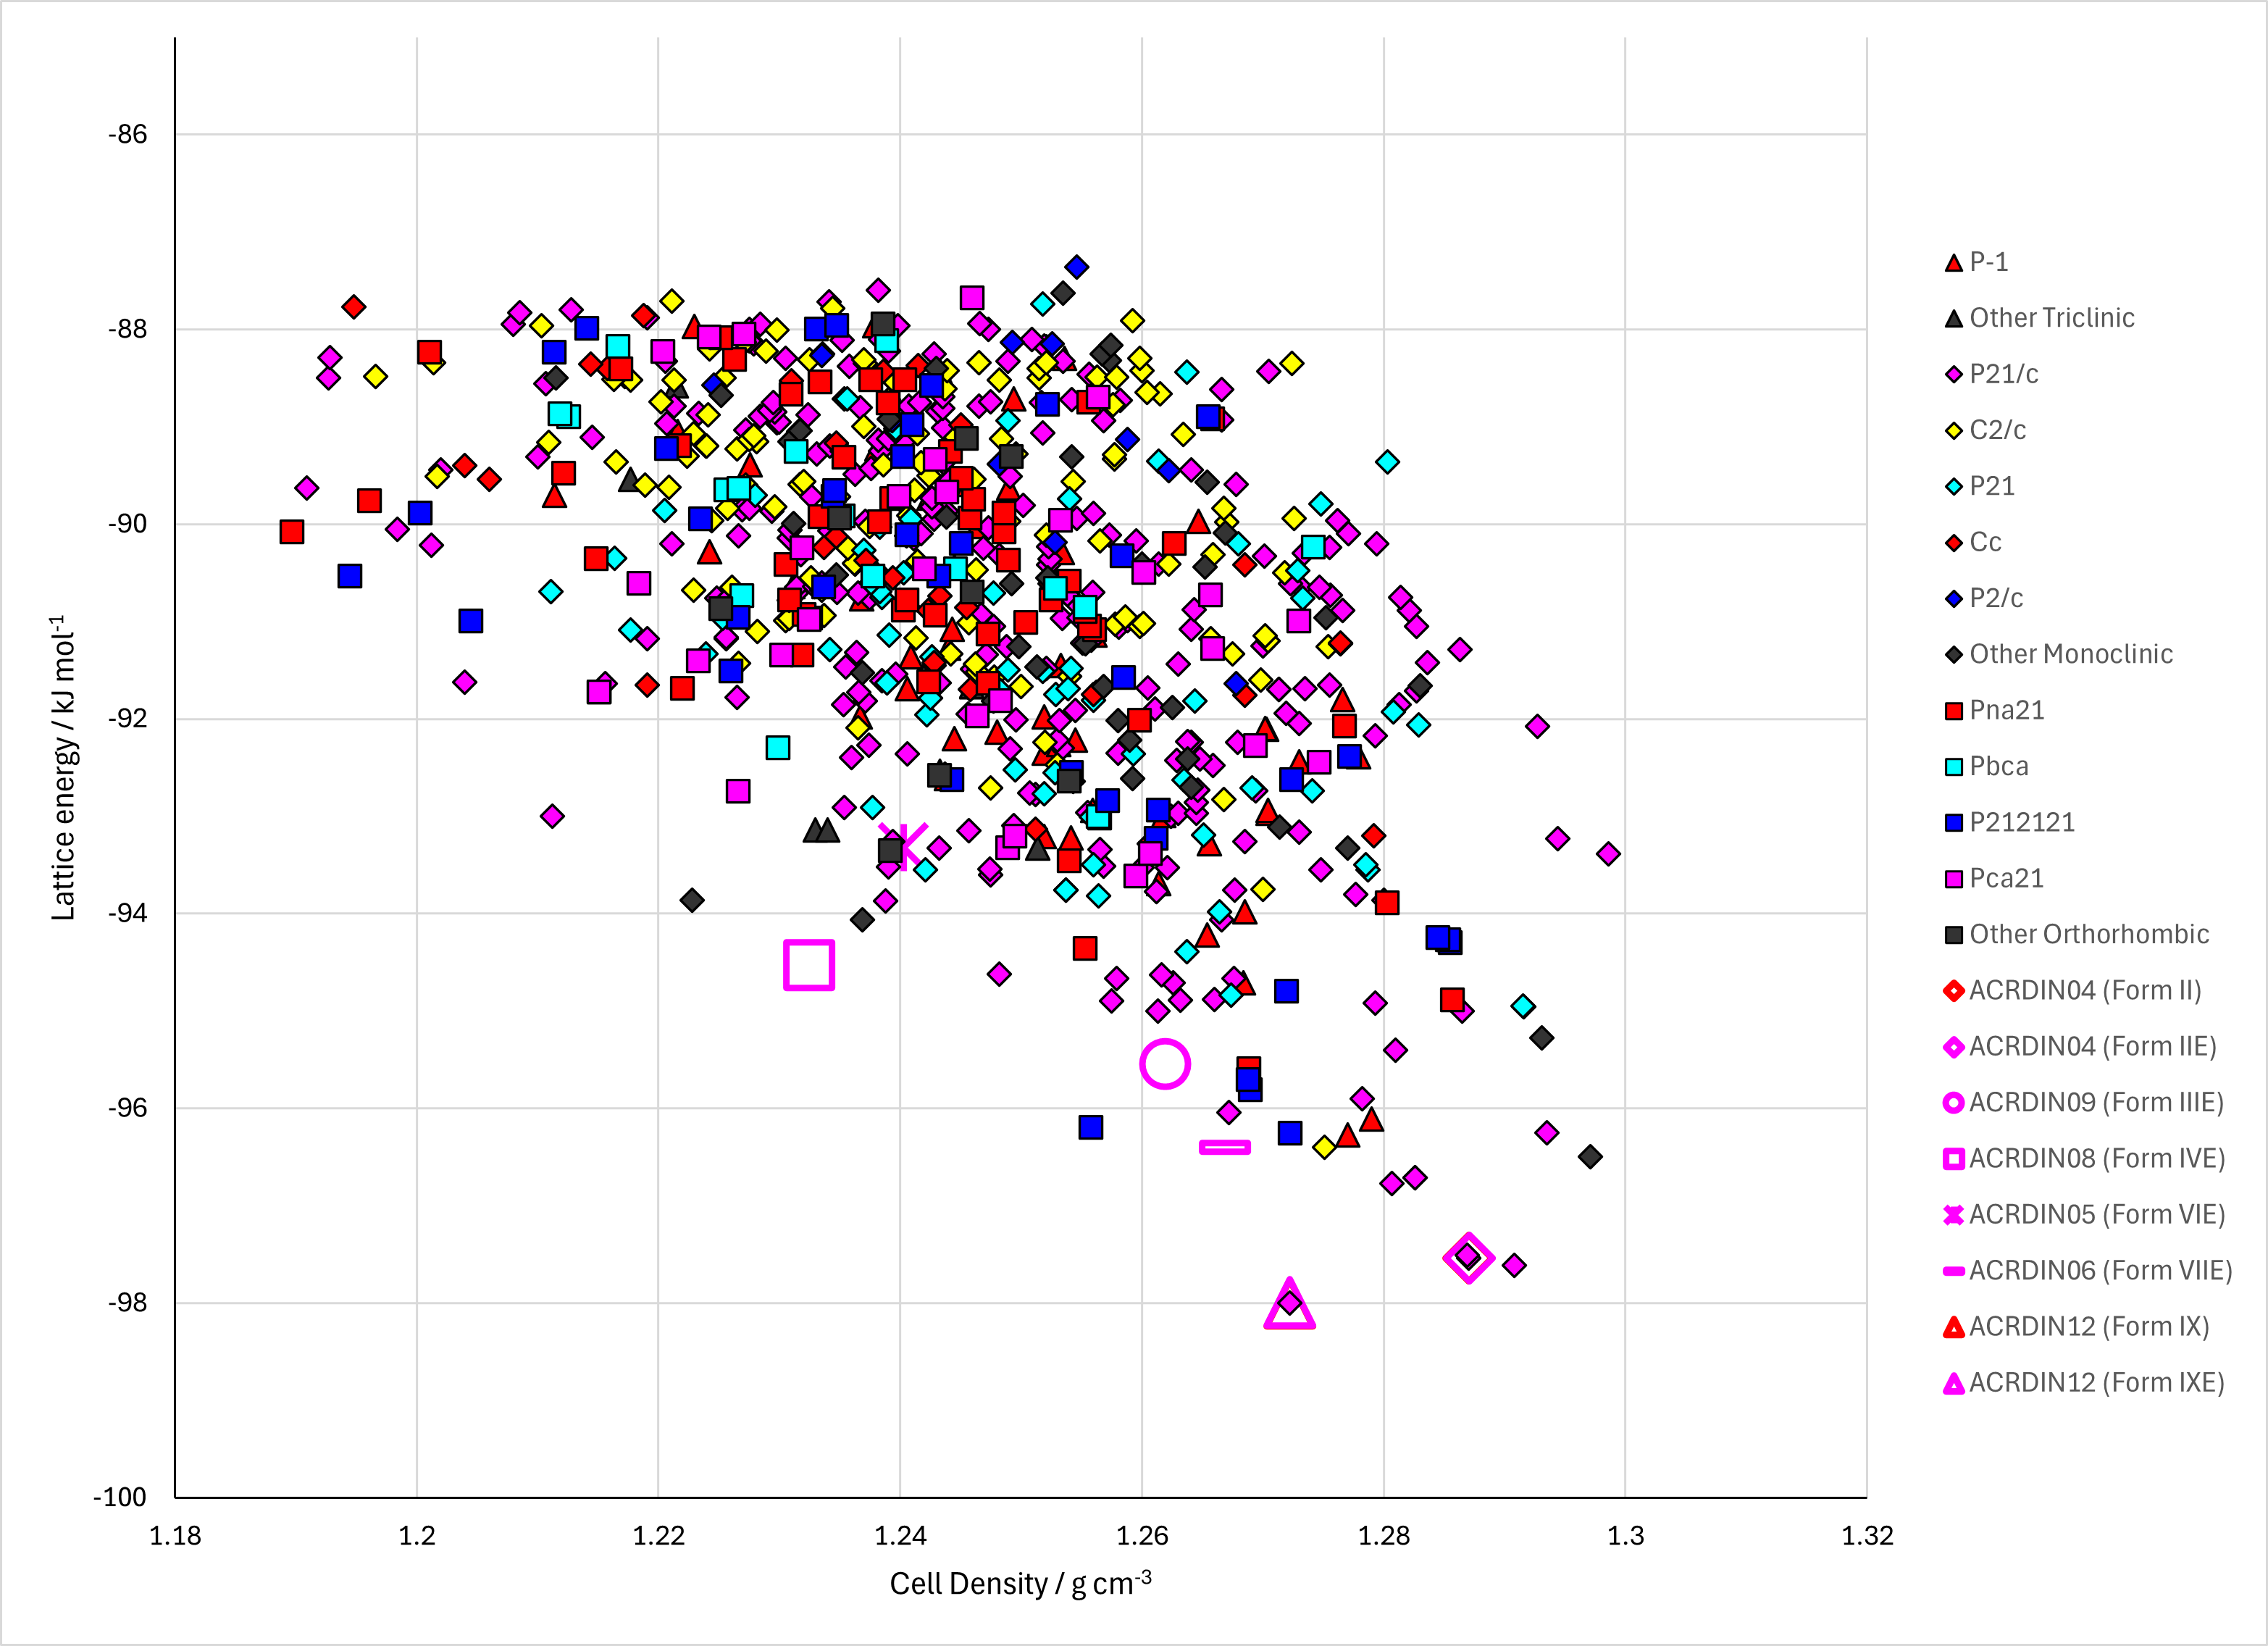 -86
-88
-90
-92
-94
-96
-98
-100
Lattice energy / kJ mol-1
1.18 1.2 1.22 1.24 1.26 1.28 1.3 1.32
Cell Density / g cm-3
P-1
Other Triclinic
P21/c
C2/c
P21
Cc
P2/c
Other Monoclinic
Pna21
Pbca
P212121
Pca21
Other Orthorhombic
ACRDIN04 (Form II)
ACRDIN04 (Form IIE)
ACRDIN09 (Form IIIE)
ACRDIN08 (Form IVE)
ACRDIN05 (Form VIE)
ACRDIN06 (Form VIIE)
ACRDIN12 (Form IX)
ACRDIN12 (Form IXE)